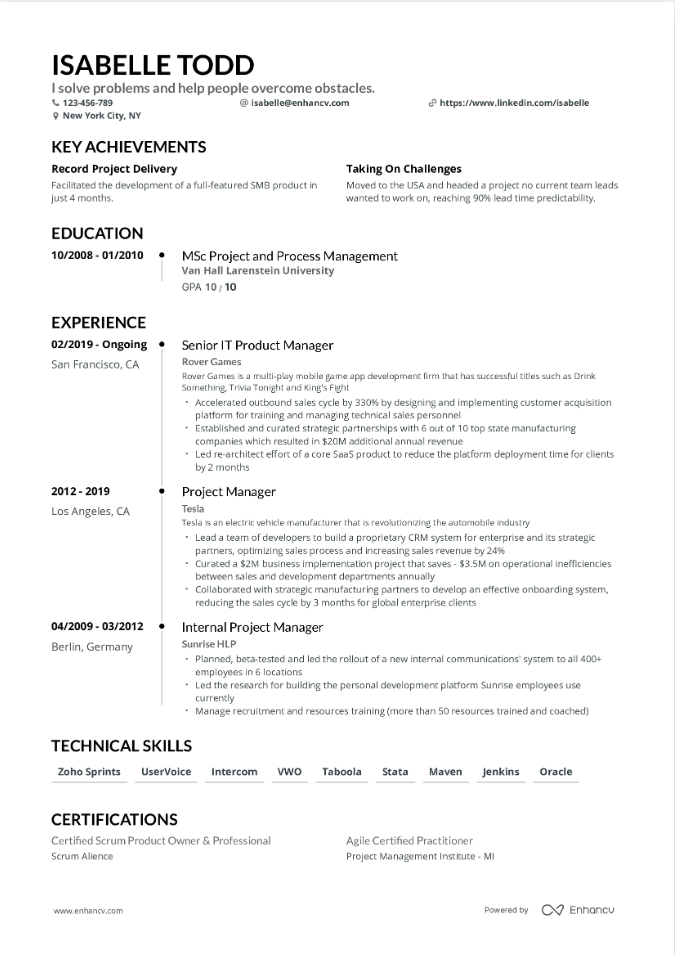 ISABELLE TODD
I solve problems and help people overcome obstacles.
123-456-789 @ isabelle@enhancv.com https://www.linkedin.com/isabelle
New York City, NY
KEY ACHIEVEMENTS
Record Project Delivery
Facilitated the development of a full-featured SMB product in
just 4 months.
Taking On Challenges
Moved to the USA and headed a project no current team leads
wanted to work on, reaching 90% lead time predictability.
EDUCATION
10/2008 - 01/2010
MSc Project and Process Management
Van Hall Larenstein University
GPA 10 / 10
EXPERIENCE
02/2019 - Ongoing
San Francisco, CA
Senior IT Product Manager
Rover Games
Rover Games is a multi-play mobile game app development firm that has successful titles such as Drink
Something, Trivia Tonight and King's Fight
• Accelerated outbound sales cycle by 330% by designing and implementing customer acquisition
platform for training and managing technical sales personnel
• Established and curated strategic partnerships with 6 out of 10 top state manufacturing
companies which resulted in $20M additional annual revenue
• Led re-architect effort of a core SaaS product to reduce the platform deployment time for clients
by 2 months
2012 - 2019
Los Angeles, CA
Project Manager
Tesla
Tesla is an electric vehicle manufacturer that is revolutionizing the automobile industry
• Lead a team of developers to build a proprietary CRM system for enterprise and its strategic
partners, optimizing sales process and increasing sales revenue by 24%
• Curated a $2M business implementation project that saves - $3.5M on operational inefficiencies
between sales and development departments annually
• Collaborated with strategic manufacturing partners to develop an effective onboarding system,
reducing the sales cycle by 3 months for global enterprise clients
04/2009 - 03/2012
Berlin, Germany
Internal Project Manager
Sunrise HLP
• Planned, beta-tested and led the rollout of a new internal communications' system to all 400+
employees in 6 locations
• Led the research for building the personal development platform Sunrise employees use
currently
• Manage recruitment and resources training (more than 50 resources trained and coached)
TECHNICAL SKILLS
Zoho Sprints UserVoice Intercom VWO Taboola Stata Maven Jenkins Oracle
CERTIFICATIONS
Certified Scrum Product Owner & Professional
Scrum Alience
Agile Certified Practitioner
Project Management Institute - MI
www.enhancv.com
Powered by Enhancv